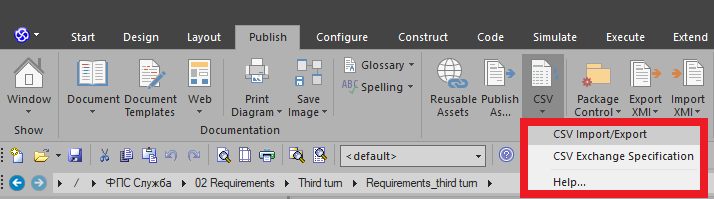 Start Design Layout Publish Configure Construct Code Simulate Execute Extend
Window
Show
Document
Document Templates
Web
Print Diagram
Save Image
Glossary
Spelling
Documentation
Reusable Assets
Publish As...
CSV
Package Control
Export XMI
Import XMI
CSV Import/Export
CSV Exchange Specification
Help...
<default>
/ ФПС Служба 02 Requirements Third turn Requirements_third turn